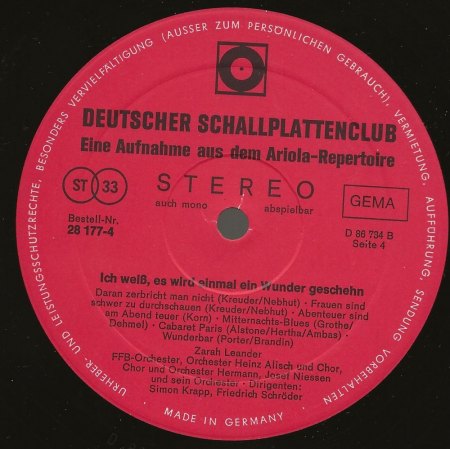 URHEBER- UND LEISTUNGSSCHUTZRECHTE, BESONDERS VERVIELFÄLTIGUNG (AUSSER ZUM PERSÖNLICHEN GEBRAUCH), VERMIETUNG, AUFFÜHRUNG, SENDUNG VORBEHALTEN
DEUTSCHER SCHALLPLATTENCLUB
Eine Aufnahme aus dem Ariola-Repertoire
ST 33
STEREO
auch mono abspielbar
GEMA
Bestell-Nr.
28 177-4
D 86 734 B
Seite 4
Ich weiß, es wird einmal ein Wunder geschehn
Daran zerbricht man nicht (Kreuder/Nebhut) · Frauen sind
schwer zu durchschauen (Kreuder/Nebhut) · Abenteuer sind
am Abend teuer (Korn) · Mitternachts-Blues (Grothe/
Dehmel) · Cabaret Paris (Alstone/Hertha/Ambas) ·
Wunderbar (Porter/Brandin)
Zarah Leander
FFB-Orchester, Orchester Heinz Alisch und Chor,
Chor und Orchester Hermann, Josef Niessen
und sein Orchester · Dirigenten:
Simon Krapp, Friedrich Schröder
MADE IN GERMANY